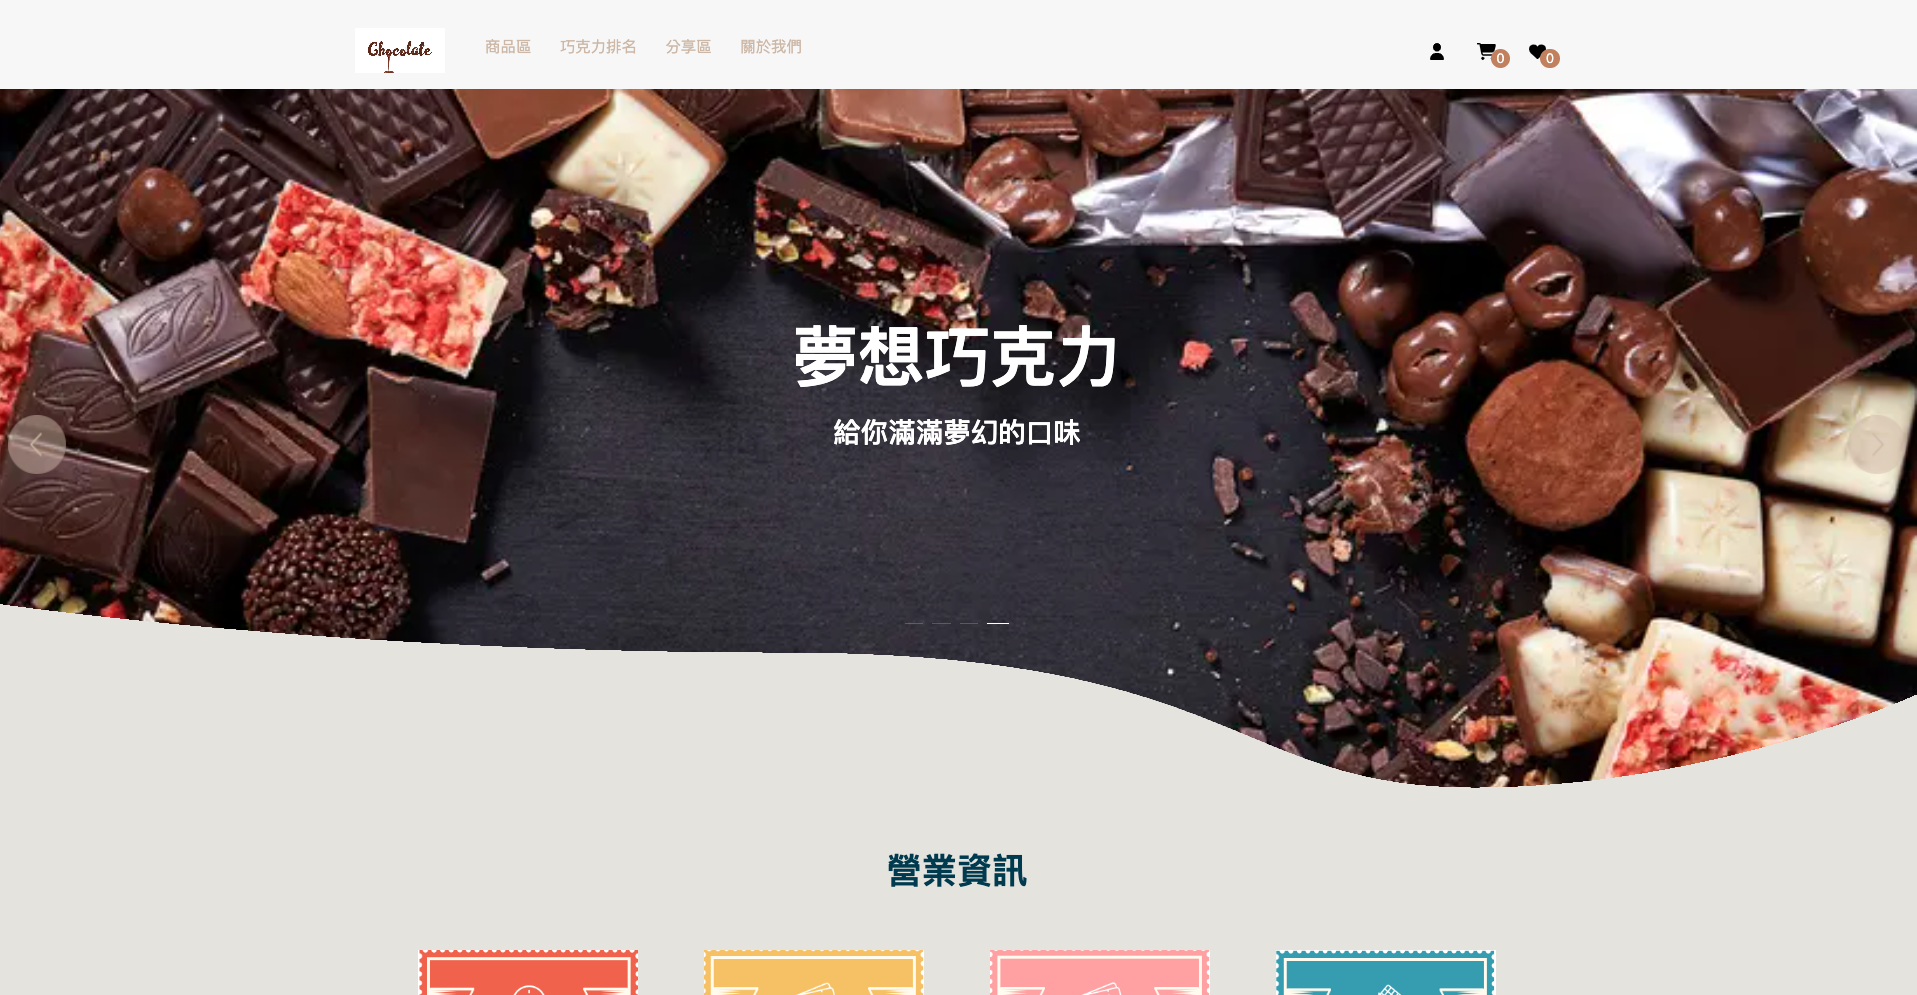 Chocolate
商品區 巧克力排名 分享區 關於我們
0 0
夢想巧克力
給你滿滿夢幻的口味
營業資訊